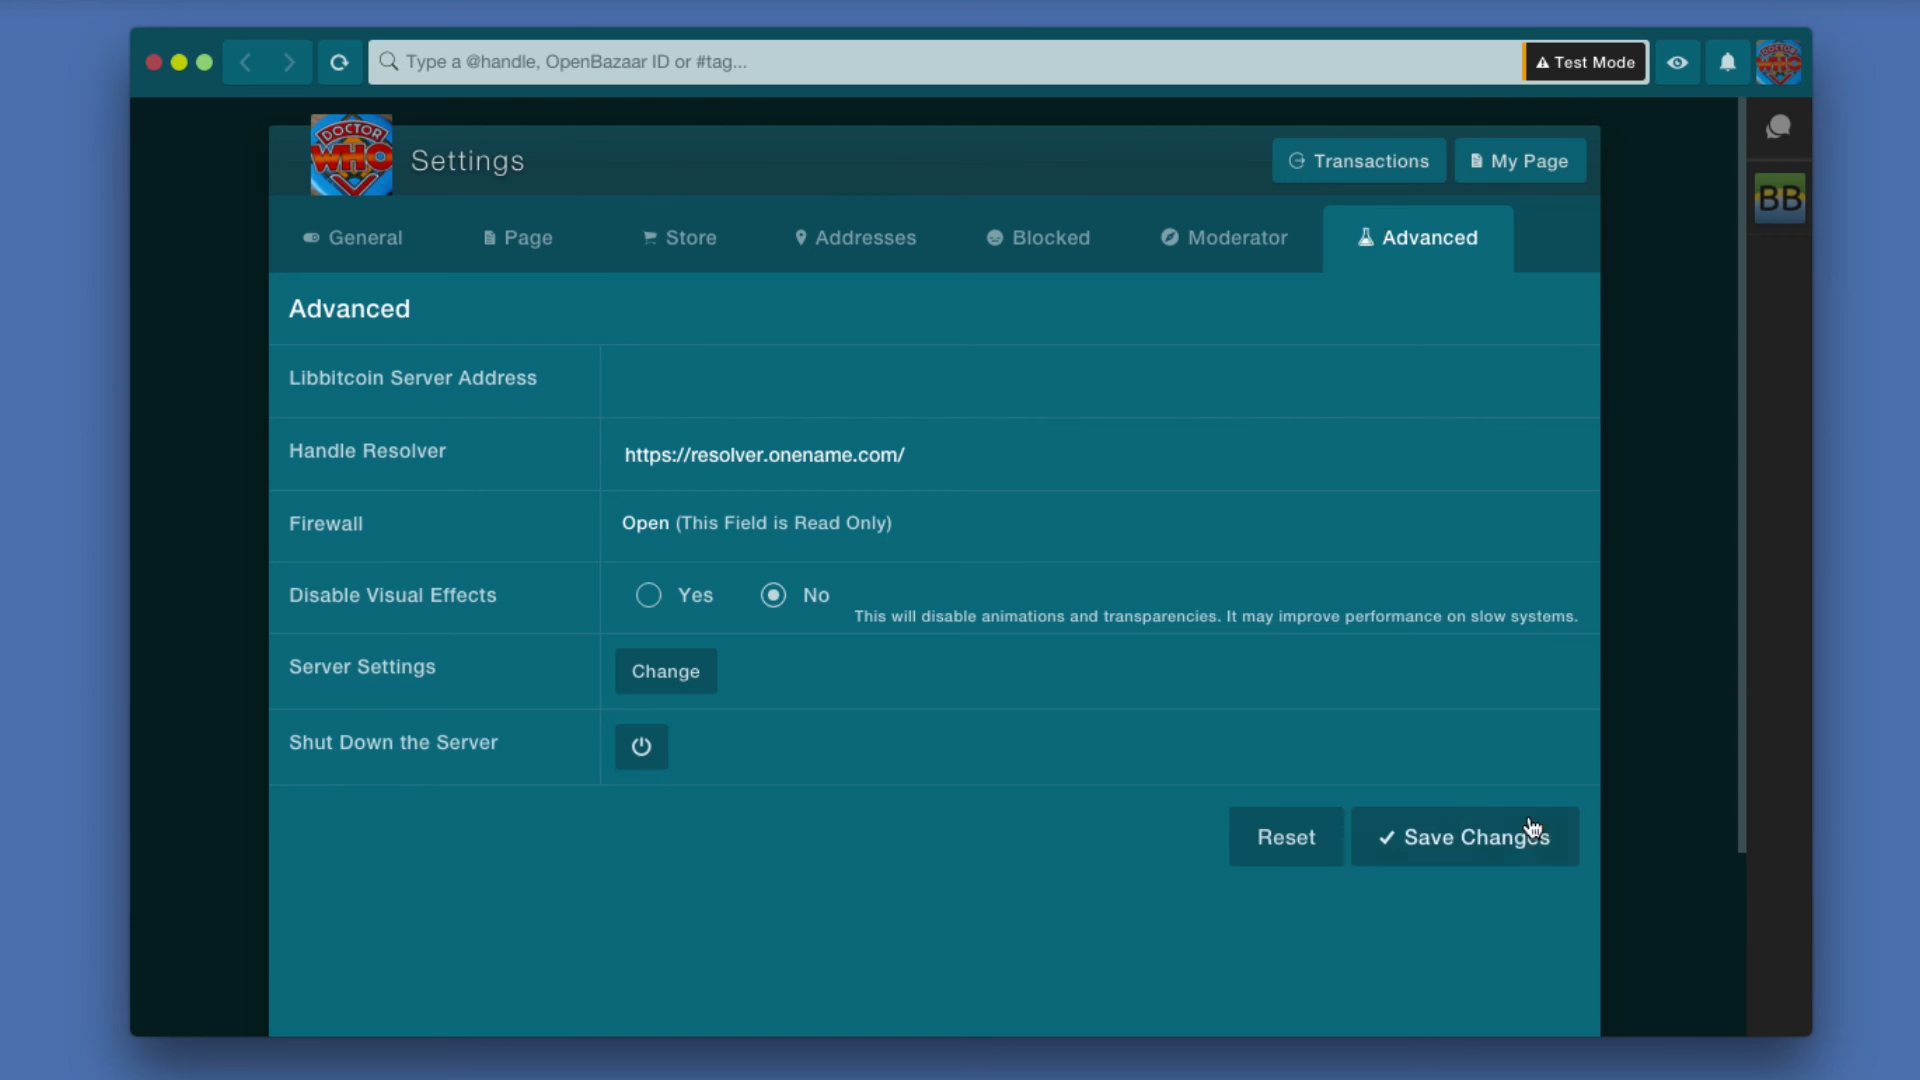 Type a @handle, OpenBazaar ID or #tag...
Test Mode
DOCTOR
WHO
DOCTOR
WHO
Settings
Transactions
My Page
BB
General
Page
Store
Addresses
Blocked
Moderator
Advanced
Advanced
Libbitcoin Server Address
Handle Resolver
https://resolver.onename.com/
Firewall
Open (This Field is Read Only)
Disable Visual Effects
Yes
No
This will disable animations and transparencies. It may improve performance on slow systems.
Server Settings
Change
Shut Down the Server
Reset
Save Changes